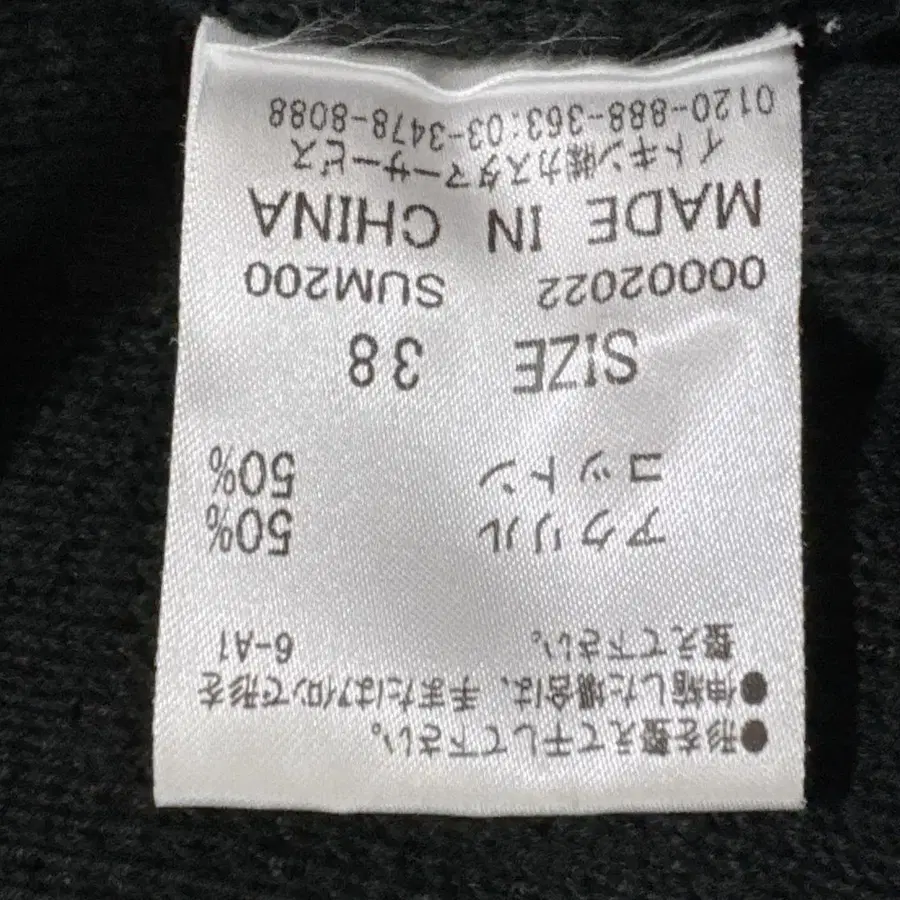 ●形を整えて干して下さい。
●伸縮した場合は、手またはｱｲﾛﾝで形を
整えて下さい。 6-A1
アクリル 50%
コットン 50%
SIZE 38
00002022 SUM200
MADE IN CHINA
イトキン㈱カスタマーサービス
0120-888-363:03-3478-8088